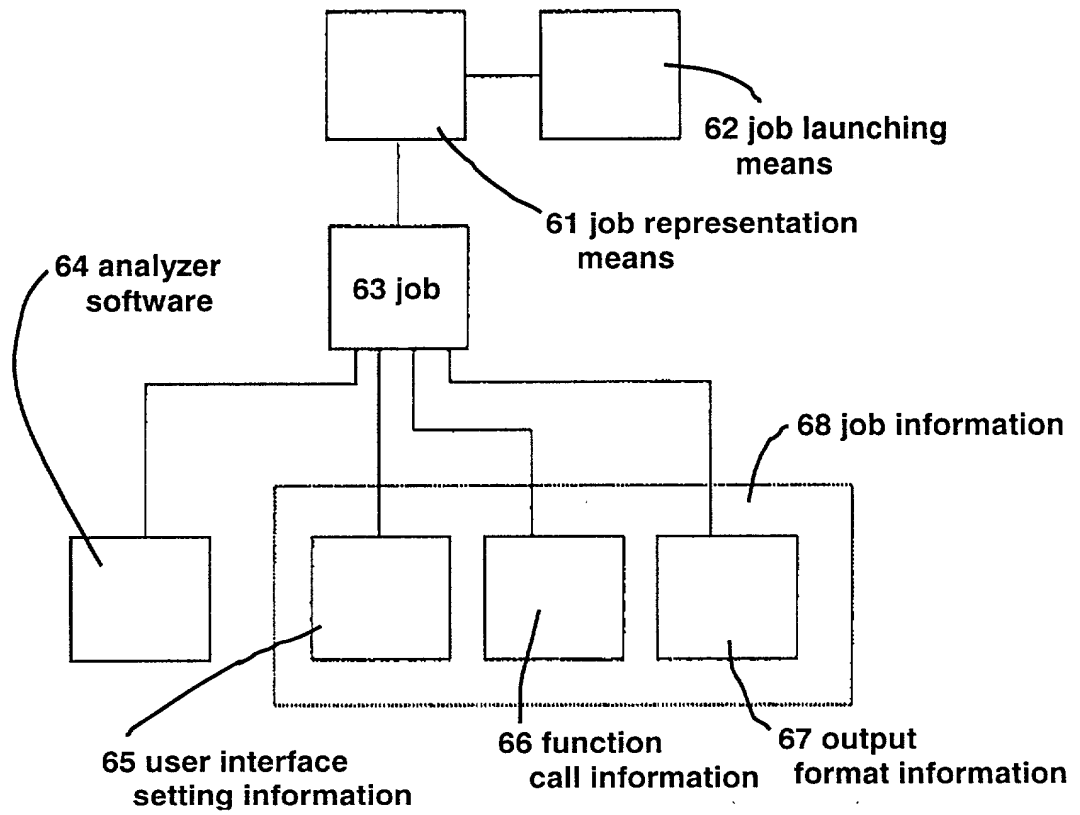 62 job launching
means
61 job representation
means
64 analyzer
software
63 job
68 job information
65 user interface
setting information
66 function
call information
67 output
format information